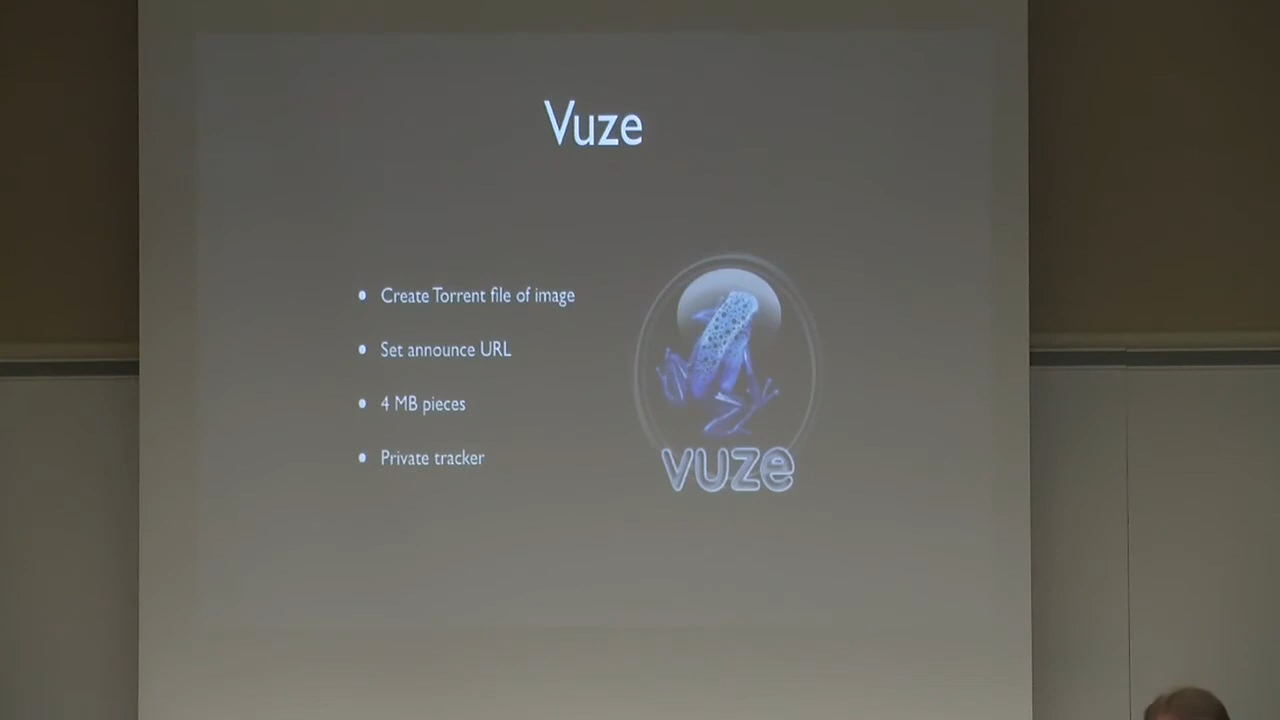 Vuze
Create Torrent file of image
Set announce URL
4 MB pieces
Private tracker
vuze